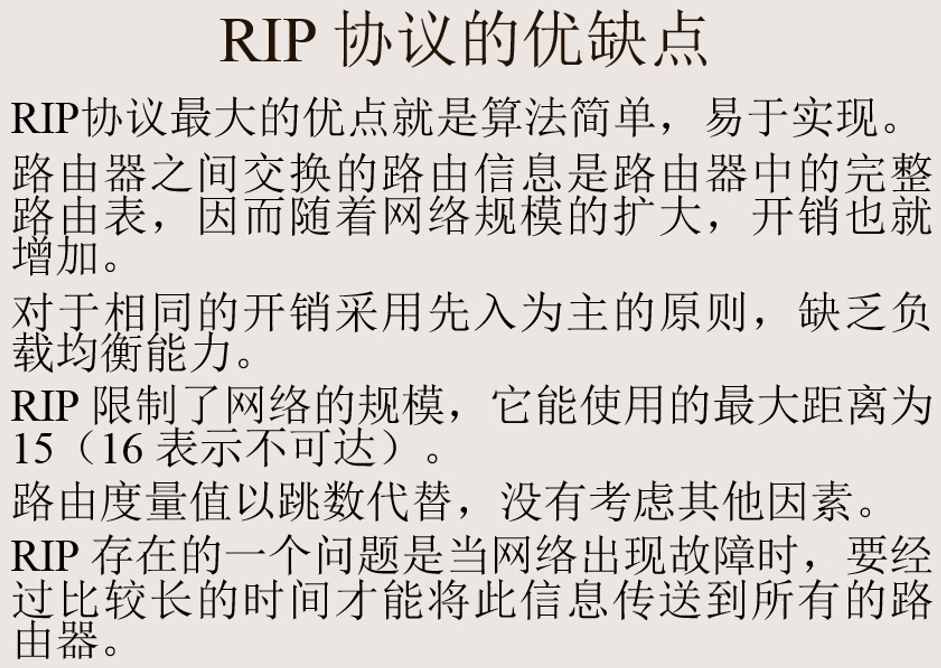 RIP 协议的优缺点
RIP协议最大的优点就是算法简单，易于实现。
路由器之间交换的路由信息是路由器中的完整
路由表，因而随着网络规模的扩大，开销也就
增加。
对于相同的开销采用先入为主的原则，缺乏负
载均衡能力。
RIP 限制了网络的规模，它能使用的最大距离为
15（16 表示不可达）。
路由度量值以跳数代替，没有考虑其他因素。
RIP 存在的一个问题是当网络出现故障时，要经
过比较长的时间才能将此信息传送到所有的路
由器。